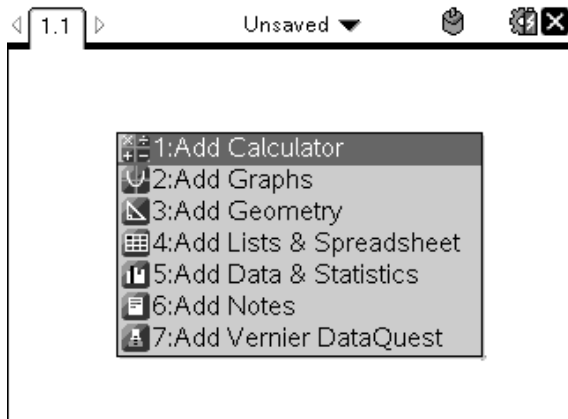 1.1 Unsaved
1:Add Calculator
2:Add Graphs
3:Add Geometry
4:Add Lists & Spreadsheet
5:Add Data & Statistics
6:Add Notes
7:Add Vernier DataQuest